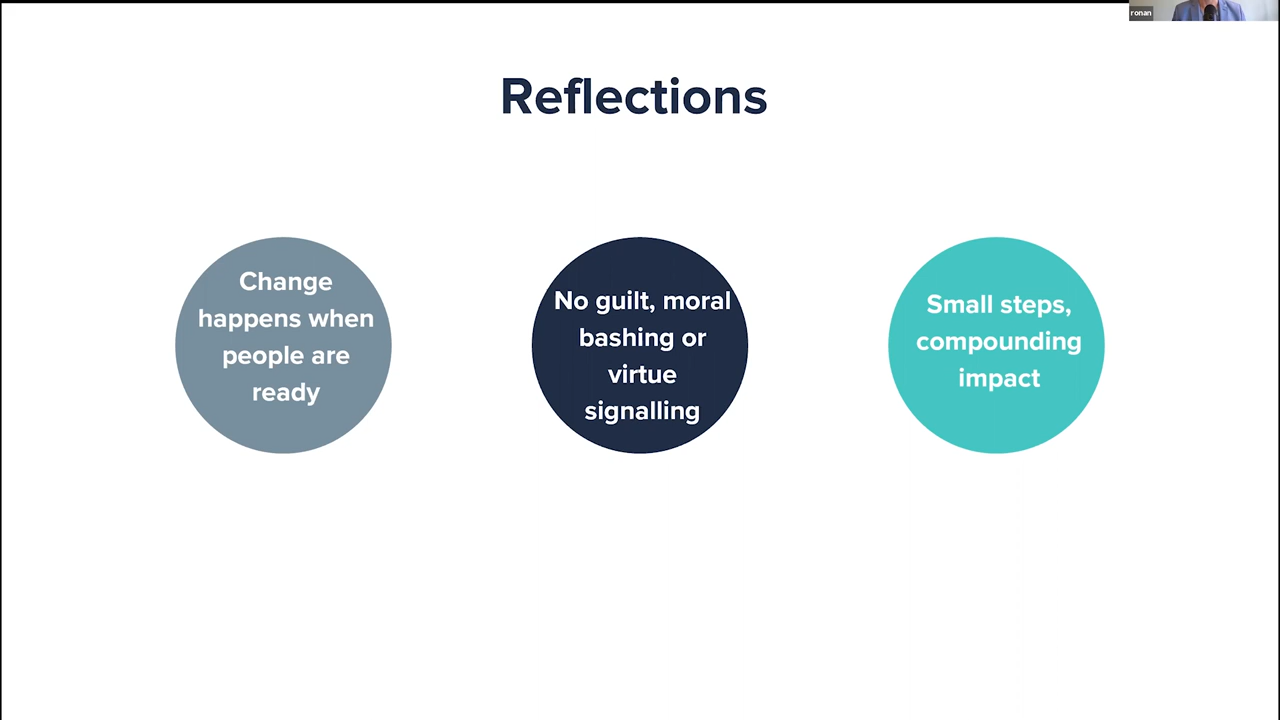 ronan
Reflections
Change
happens when
people are
ready
No guilt, moral
bashing or
virtue
signalling
Small steps,
compounding
impact